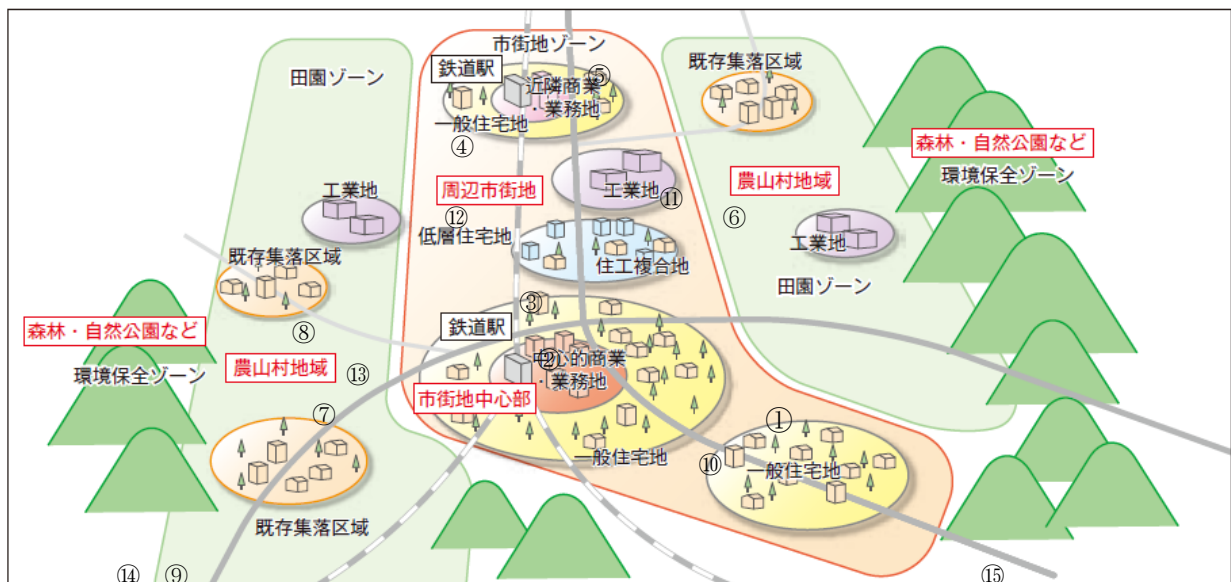 市街地ゾーン
田園ゾーン
鉄道駅
⑤
近隣商業
・業務地
既存集落区域
一般住宅地
④
森林・自然公園など
環境保全ゾーン
工業地
周辺市街地
工業地
⑪
農山村地域
⑥
⑫
低層住宅地
工業地
既存集落区域
住工複合地
田園ゾーン
③
森林・自然公園など
⑧
鉄道駅
環境保全ゾーン
農山村地域
⑬
②
中心的商業
・業務地
市街地中心部
⑦
①
一般住宅地
⑩
一般住宅地
既存集落区域
⑭
⑨
⑮